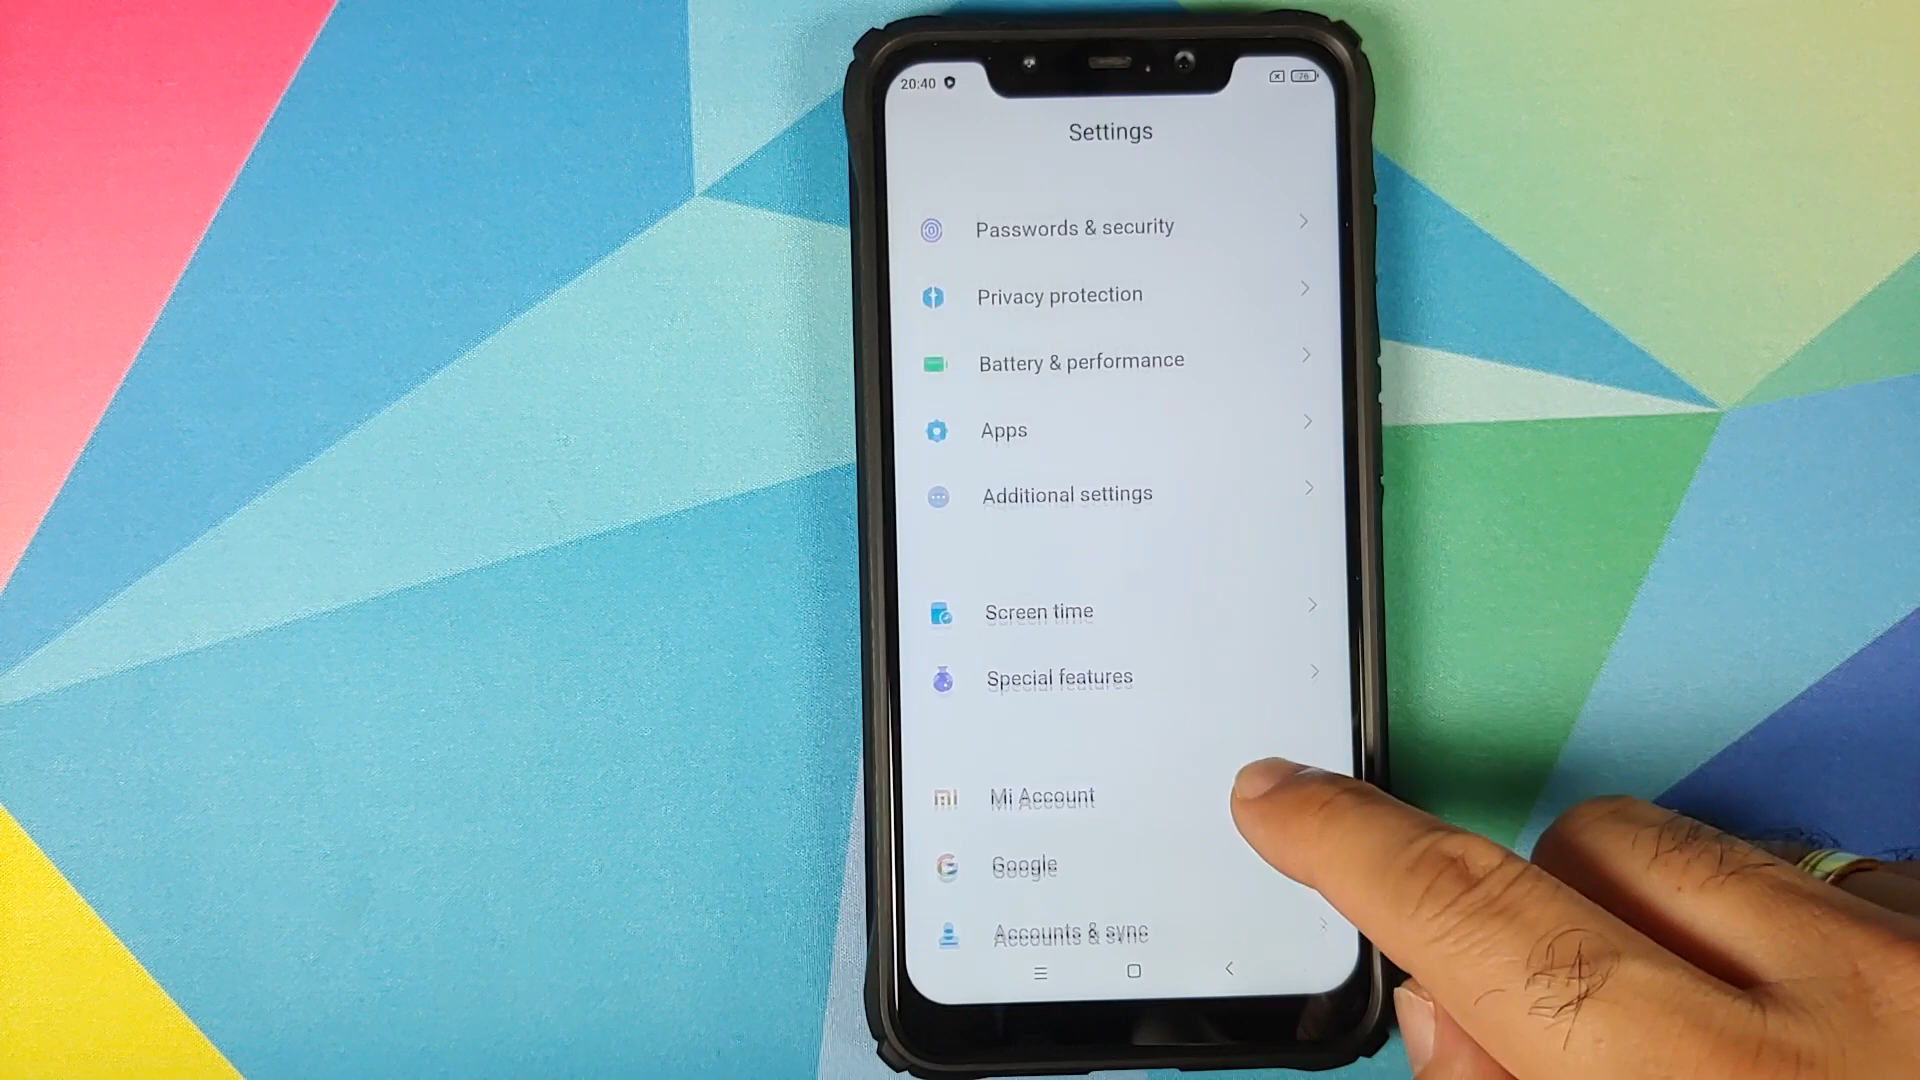 20:40
76
Settings
Passwords & security
Privacy protection
Battery & performance
Apps
Additional settings
Screen time
Special features
Mi Account
Google
Accounts & sync